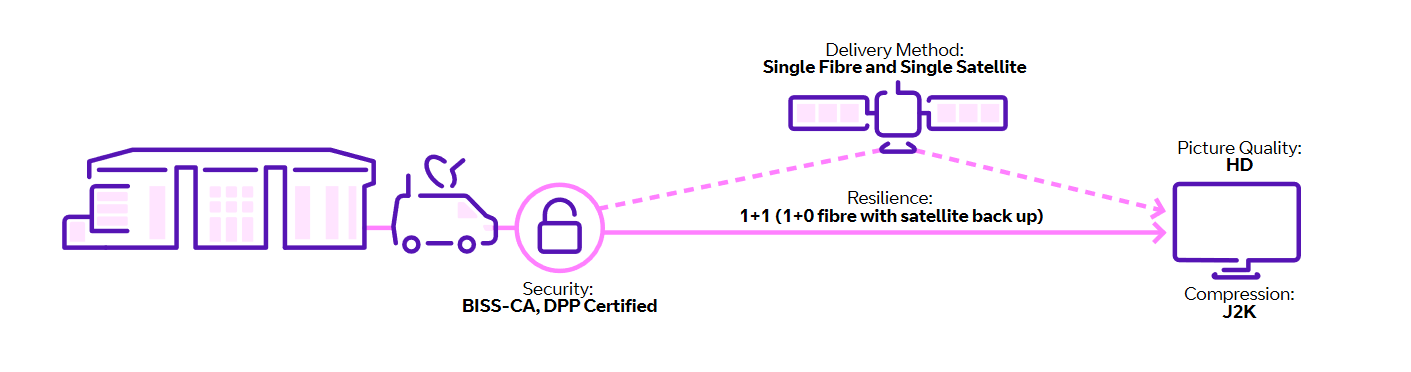 Delivery Method:
Single Fibre and Single Satellite
Picture Quality:
HD
Resilience:
1+1 (1+0 fibre with satellite back up)
Security:
BISS-CA, DPP Certified
Compression:
J2K